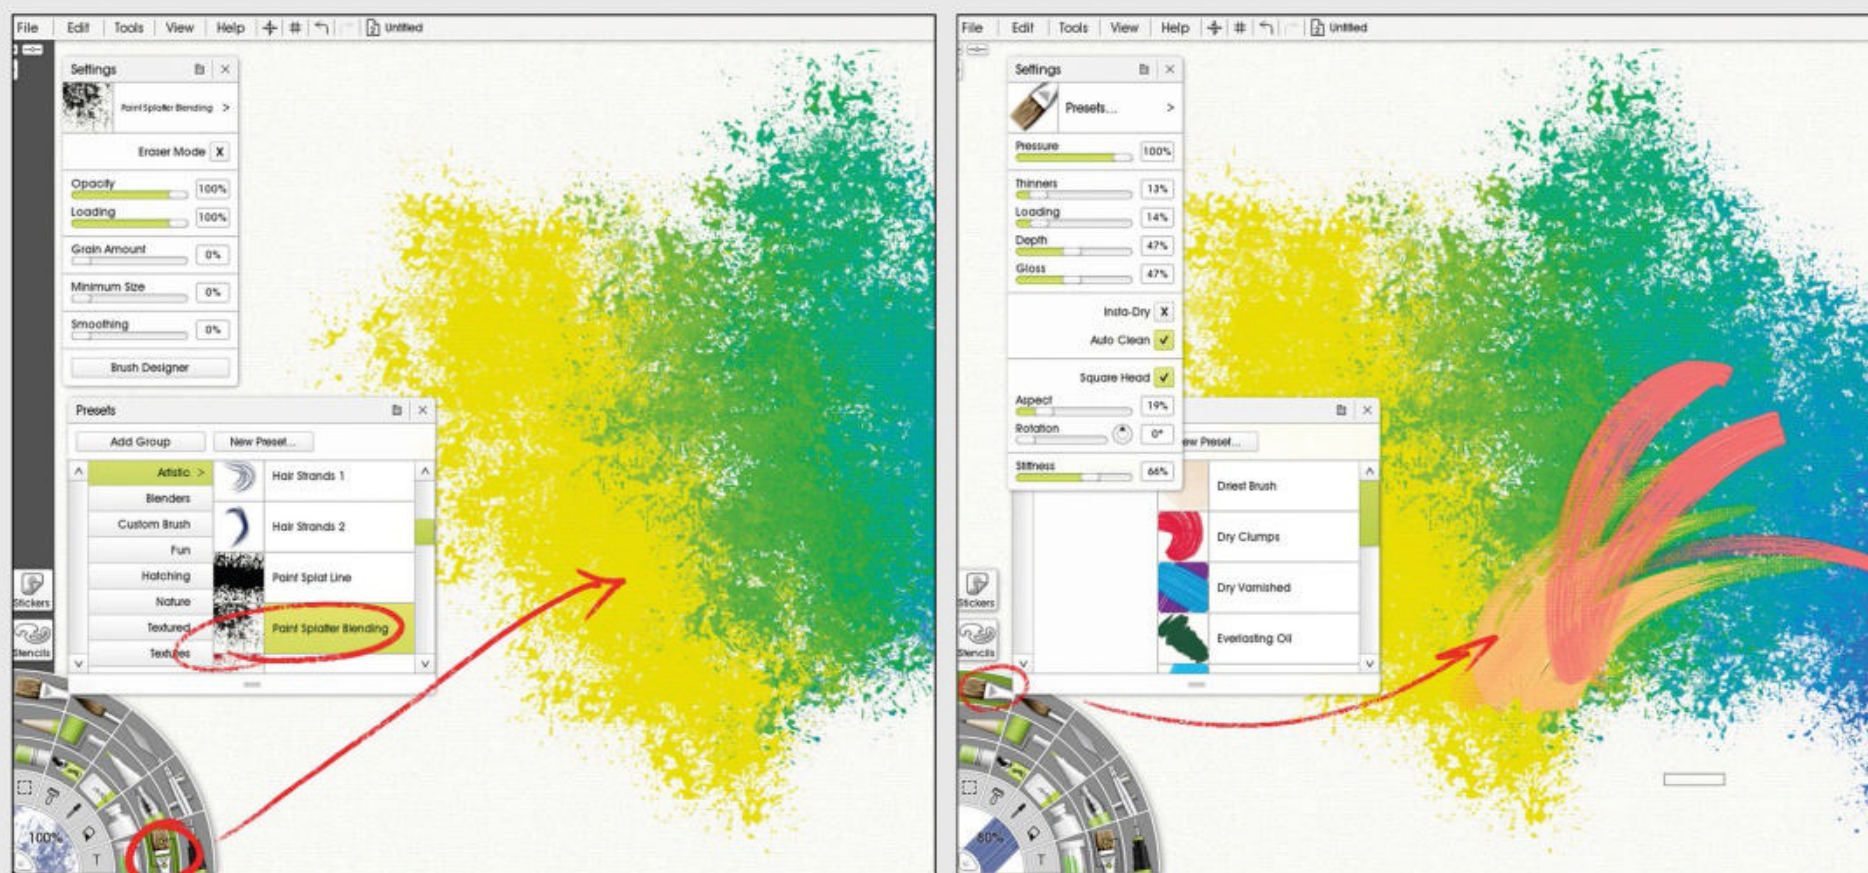 File Edit Tools View Help Untitled
Settings
Paint Splatter Blending >
Eraser Mode X
Opacity 100%
Loading 100%
Grain Amount 0%
Minimum Size 0%
Smoothing 0%
Brush Designer
Presets
Add Group New Preset...
Artistic >
Blenders
Custom Brush
Fun
Hatching
Nature
Textured
Textures
Hair Strands 1
Hair Strands 2
Paint Splat Line
Paint Splatter Blending
Stickers
Stencils
100%
T
File Edit Tools View Help Untitled
Settings
Presets... >
Pressure 100%
Thinners 13%
Loading 14%
Depth 47%
Gloss 47%
Insta-Dry X
Auto Clean
Square Head
Aspect 19%
Rotation 0°
Stiffness 66%
ew Preset...
Driest Brush
Dry Clumps
Dry Varnished
Everlasting Oil
Stickers
Stencils
80%
T